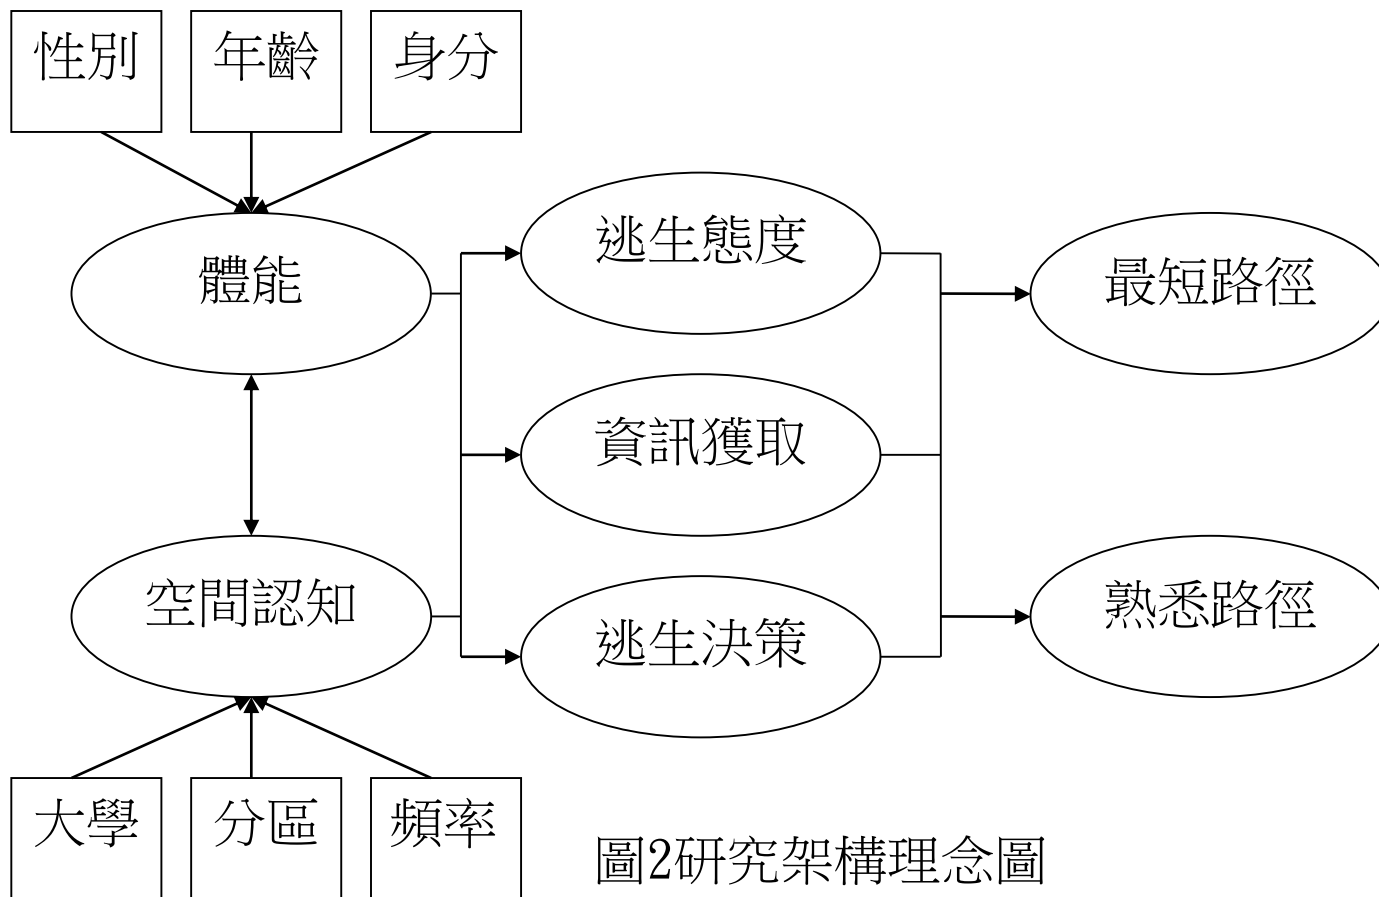 性別
年齡
身分
體能
逃生態度
最短路徑
資訊獲取
空間認知
逃生決策
熟悉路徑
大學
分區
頻率
圖2研究架構理念圖